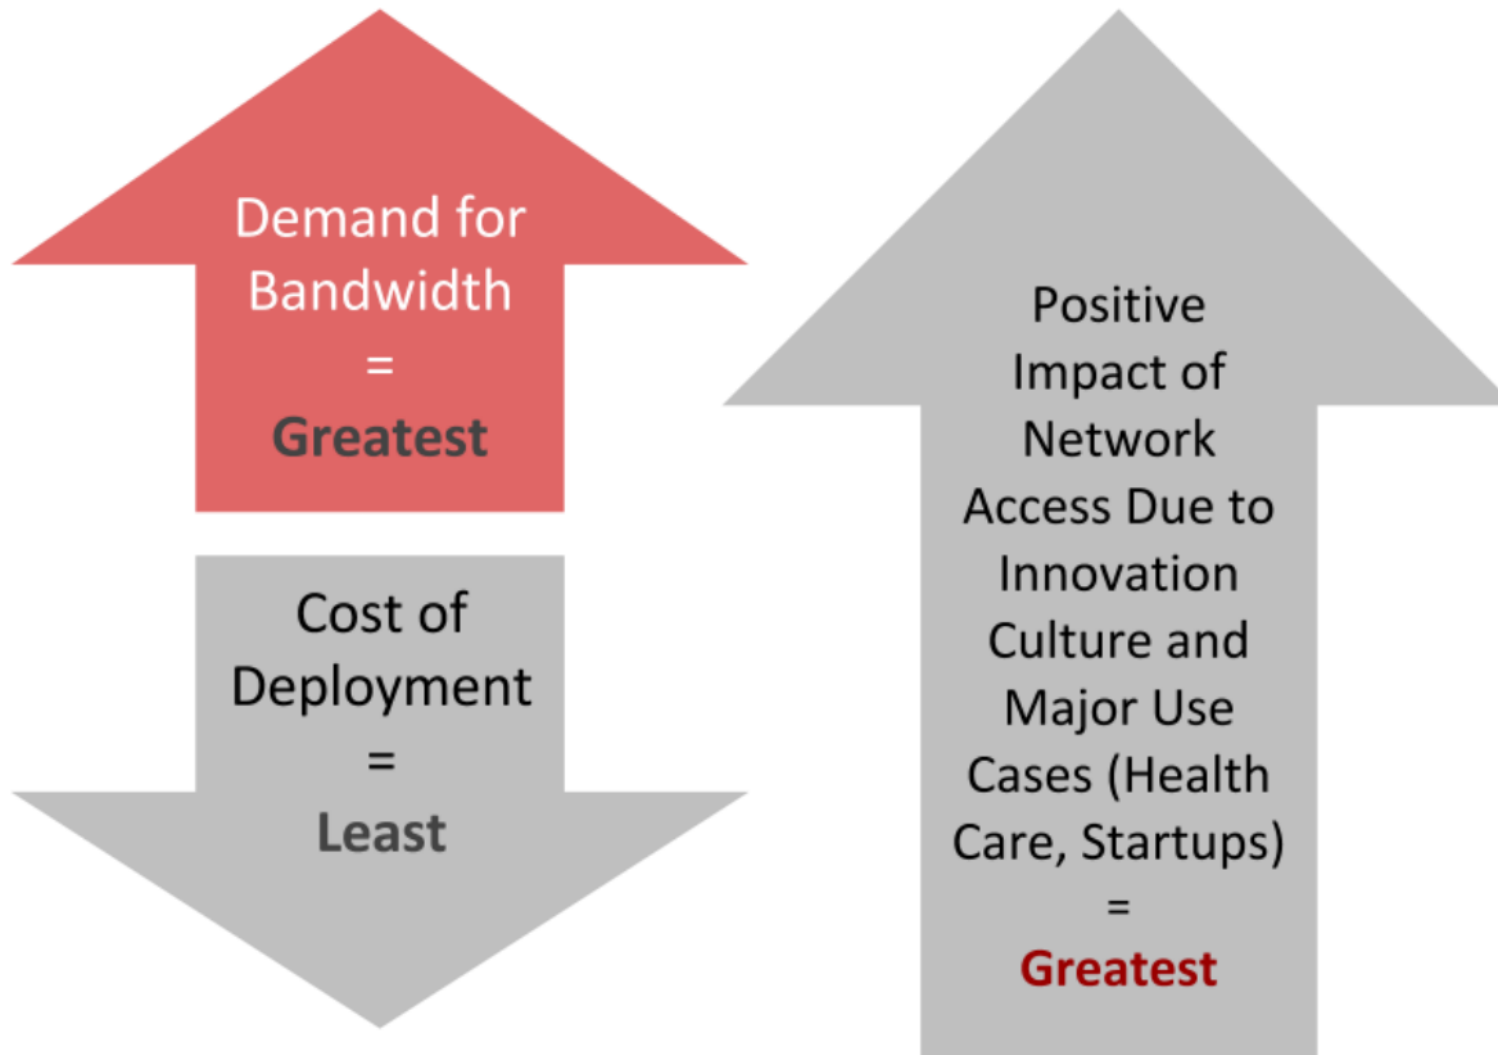 Demand for
Bandwidth
=
Greatest
Cost of
Deployment
=
Least
Positive
Impact of
Network
Access Due to
Innovation
Culture and
Major Use
Cases (Health
Care, Startups)
=
Greatest